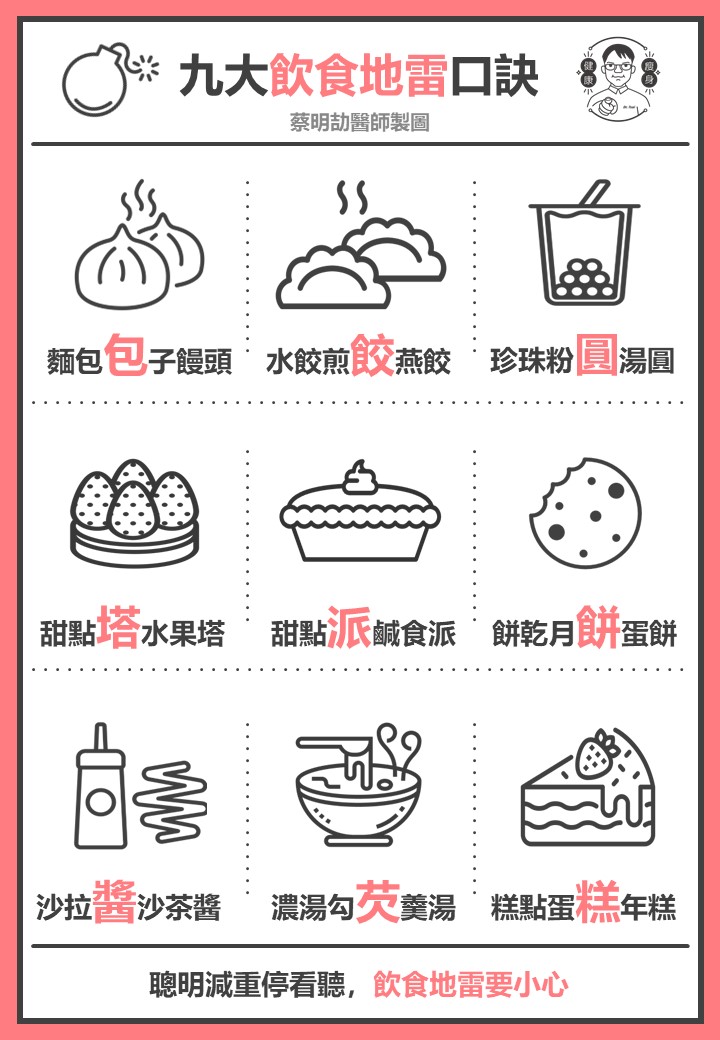 九大飲食地雷口訣
健康
瘦身
蔡明劼醫師製圖
麵包包子饅頭
水餃煎餃燕餃
珍珠粉圓湯圓
甜點塔水果塔
甜點派鹹食派
餅乾月餅蛋餅
沙拉醬沙茶醬
濃湯勾芡羹湯
糕點蛋糕年糕
聰明減重停看聽，飲食地雷要小心